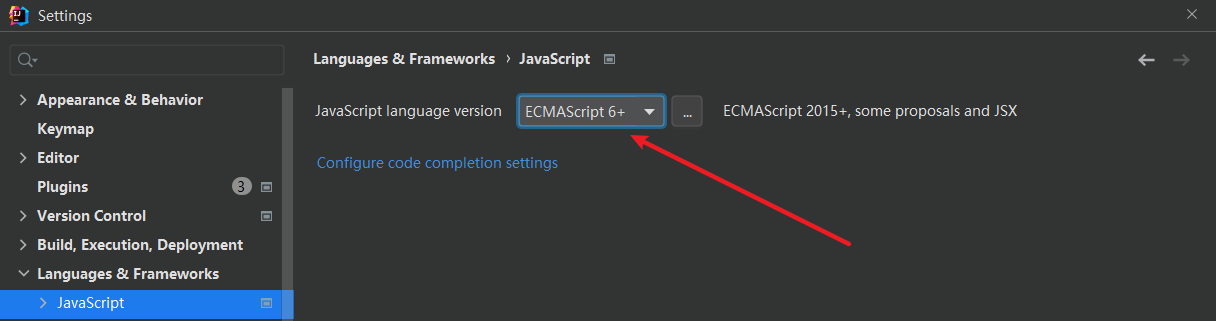 Settings
Languages & Frameworks › JavaScript
Appearance & Behavior
Keymap
Editor
Plugins 3
Version Control
Build, Execution, Deployment
Languages & Frameworks
JavaScript
JavaScript language version ECMAScript 6+ ... ECMAScript 2015+, some proposals and JSX
Configure code completion settings